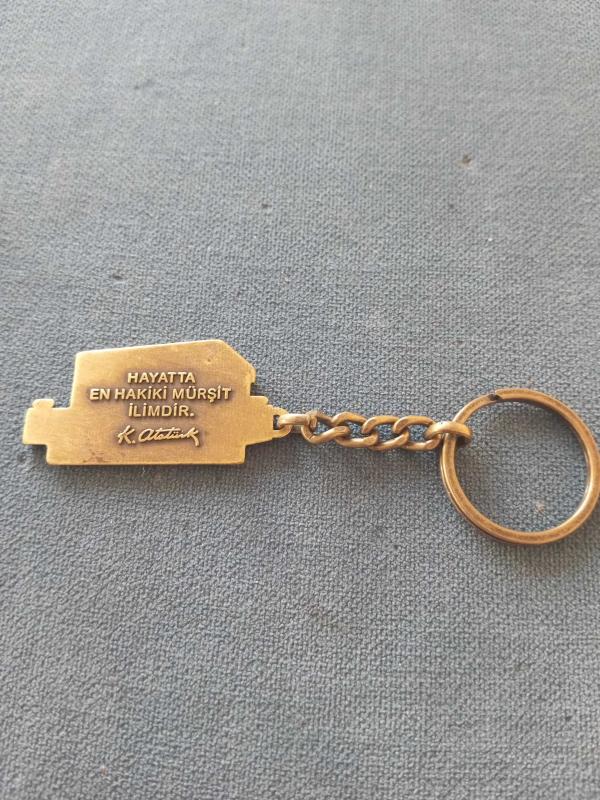 HAYATTA
EN HAKİKİ MÜRŞİT
İLİMDİR.
K. Atatürk